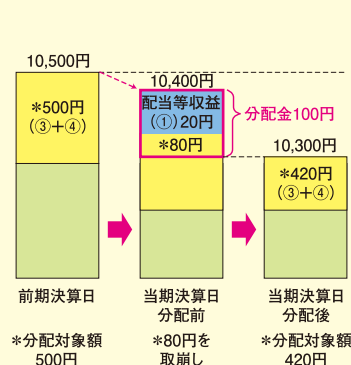 10,500円
10,400円
*500円
(③+④)
配当等収益
(①)20円
*80円
分配金100円
10,300円
*420円
(③+④)
前期決算日
当期決算日
分配前
当期決算日
分配後
*分配対象額
500円
*80円を
取崩し
*分配対象額
420円